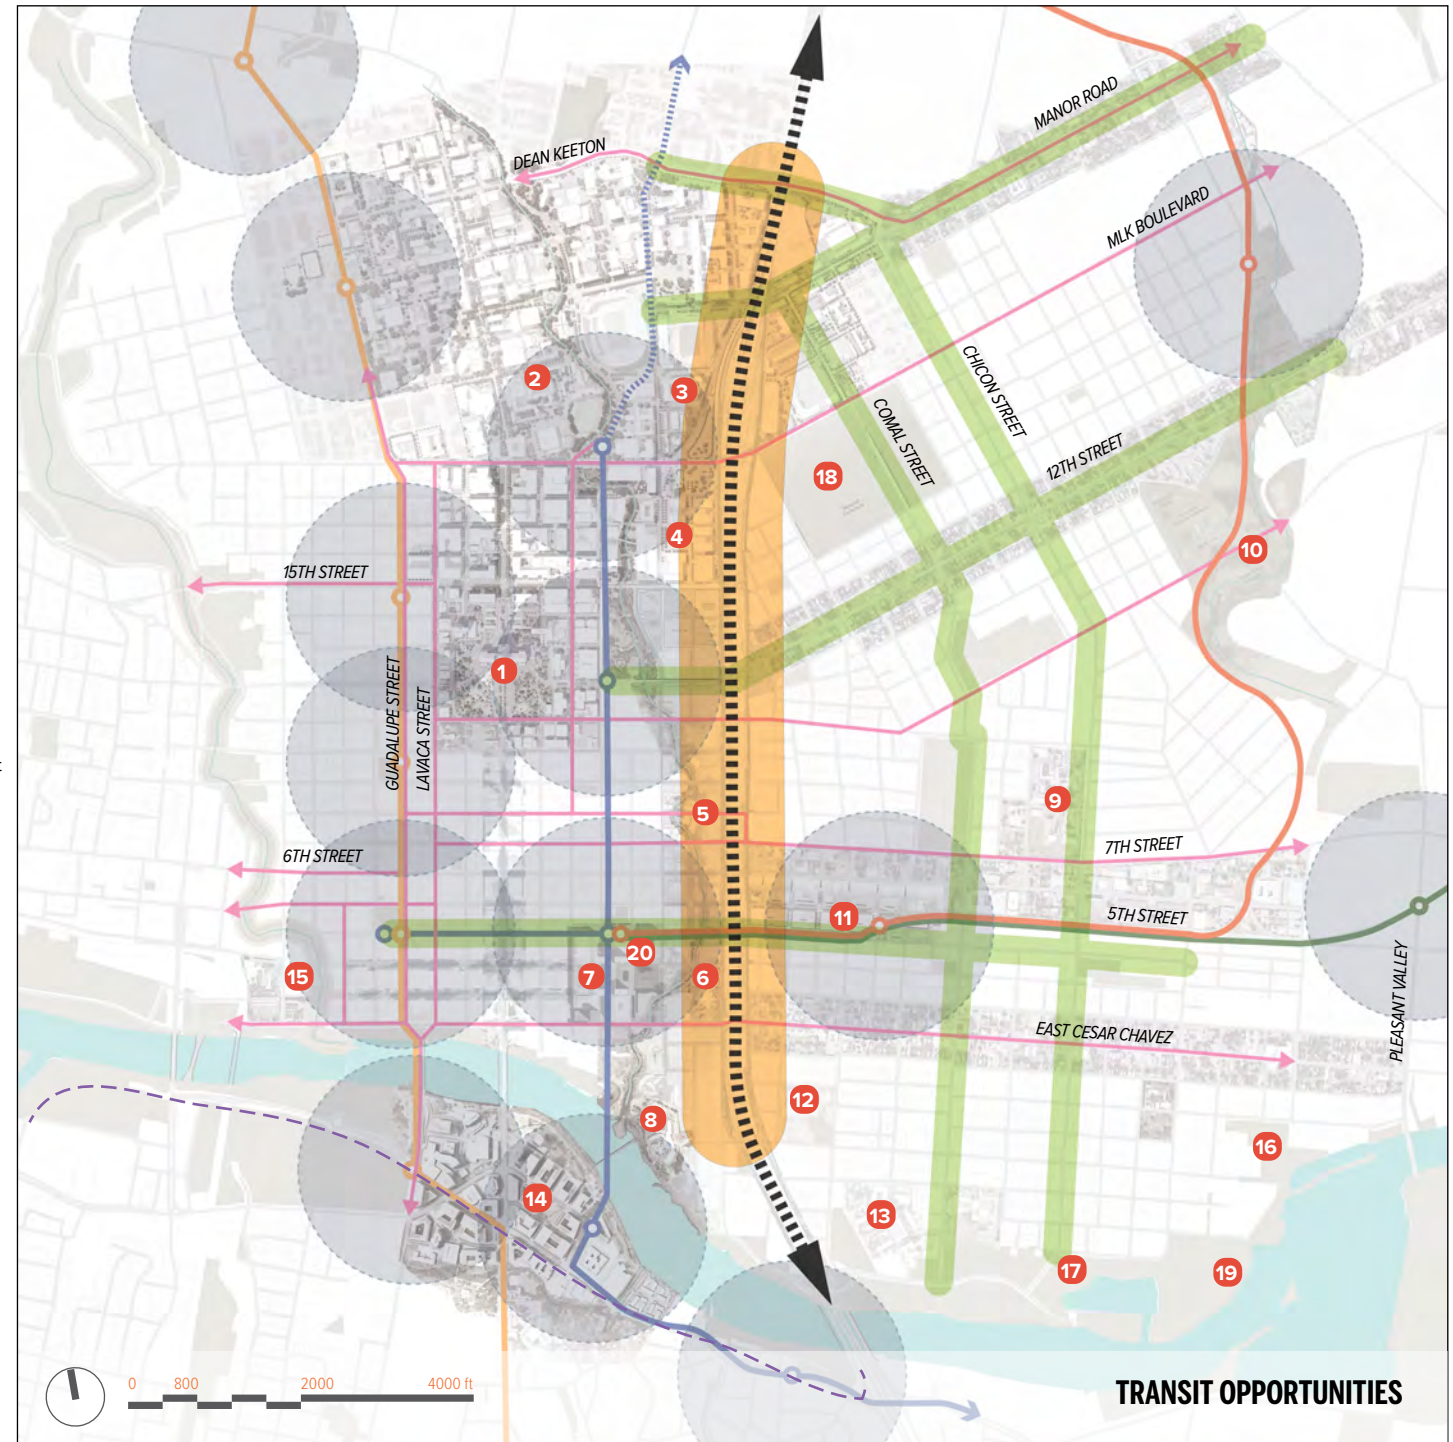 MANOR ROAD
DEAN KEETON
MLK BOULEVARD
CHICON STREET
2
3
COMAL STREET
12TH STREET
18
4
10
15TH STREET
1
GUADALUPE STREET
LAVACA STREET
9
5
7TH STREET
6TH STREET
11
5TH STREET
20
15
7
6
PLEASANT VALLEY
EAST CESAR CHAVEZ
12
8
16
14
13
17
19
0 800 2000 4000 ft
TRANSIT OPPORTUNITIES